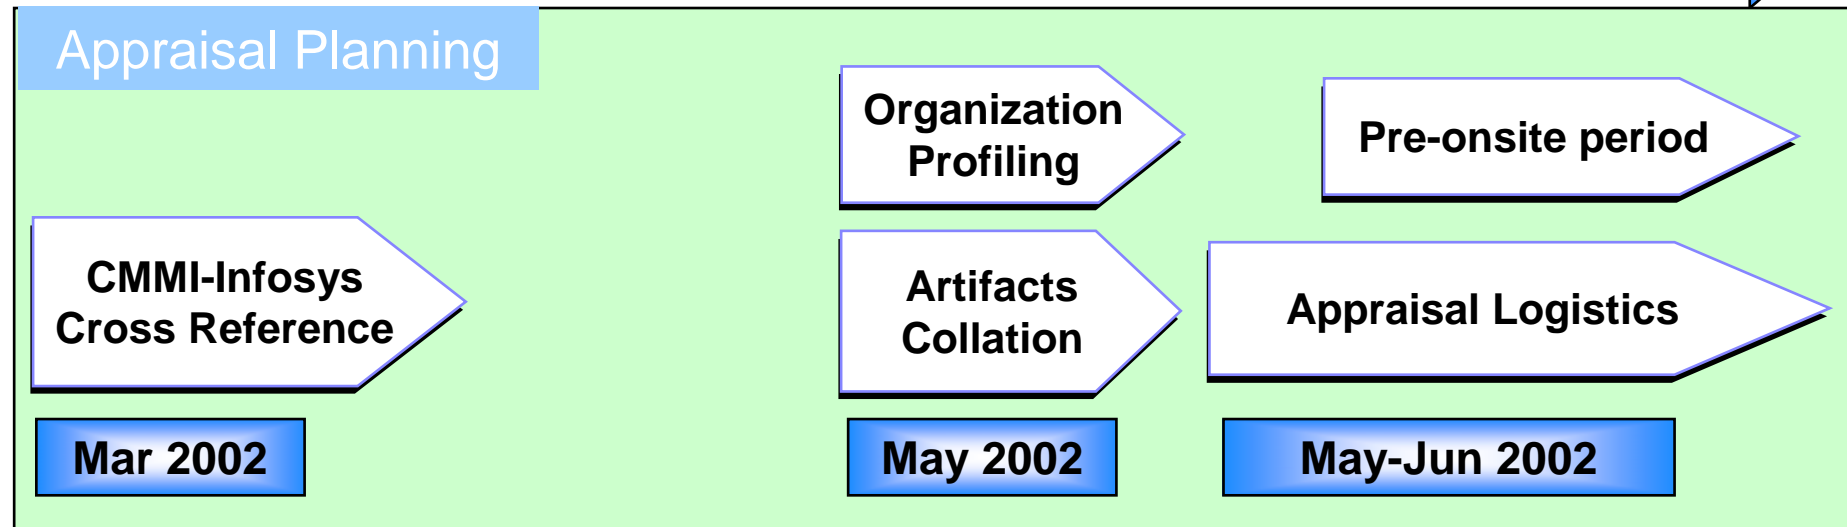 Appraisal Planning
Organization
Profiling
Pre-onsite period
CMMI-Infosys
Cross Reference
Artifacts
Collation
Appraisal Logistics
Mar 2002
May 2002
May-Jun 2002